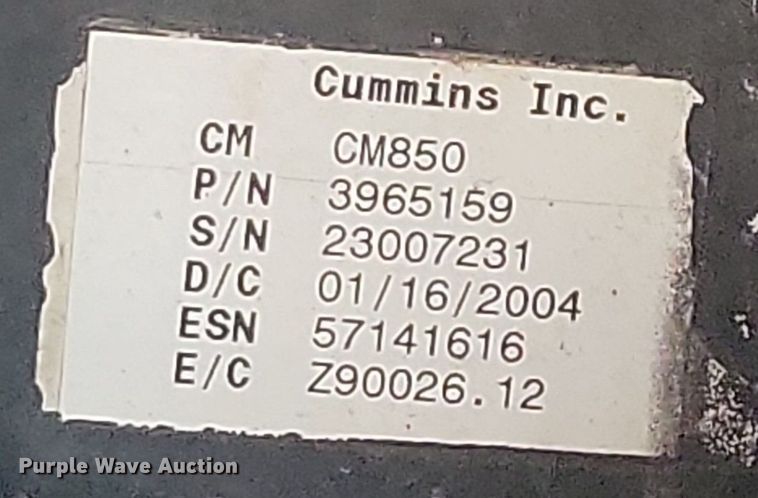 Cummins Inc.
CM CM850
P/N 3965159
S/N 23007231
D/C 01/16/2004
ESN 57141616
E/C Z90026.12
Purple Wave Auction